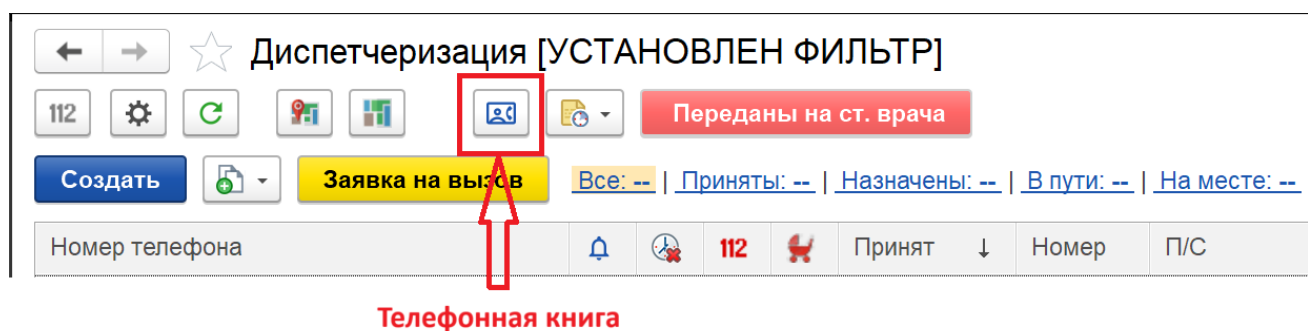 Диспетчеризация [УСТАНОВЛЕН ФИЛЬТР]
112 Переданы на ст. врача
Создать Заявка на вызов Все: -- | Приняты: -- | Назначены: -- | В пути: -- | На месте: --
Номер телефона 112 Принят ↓ Номер П/С
Телефонная книга